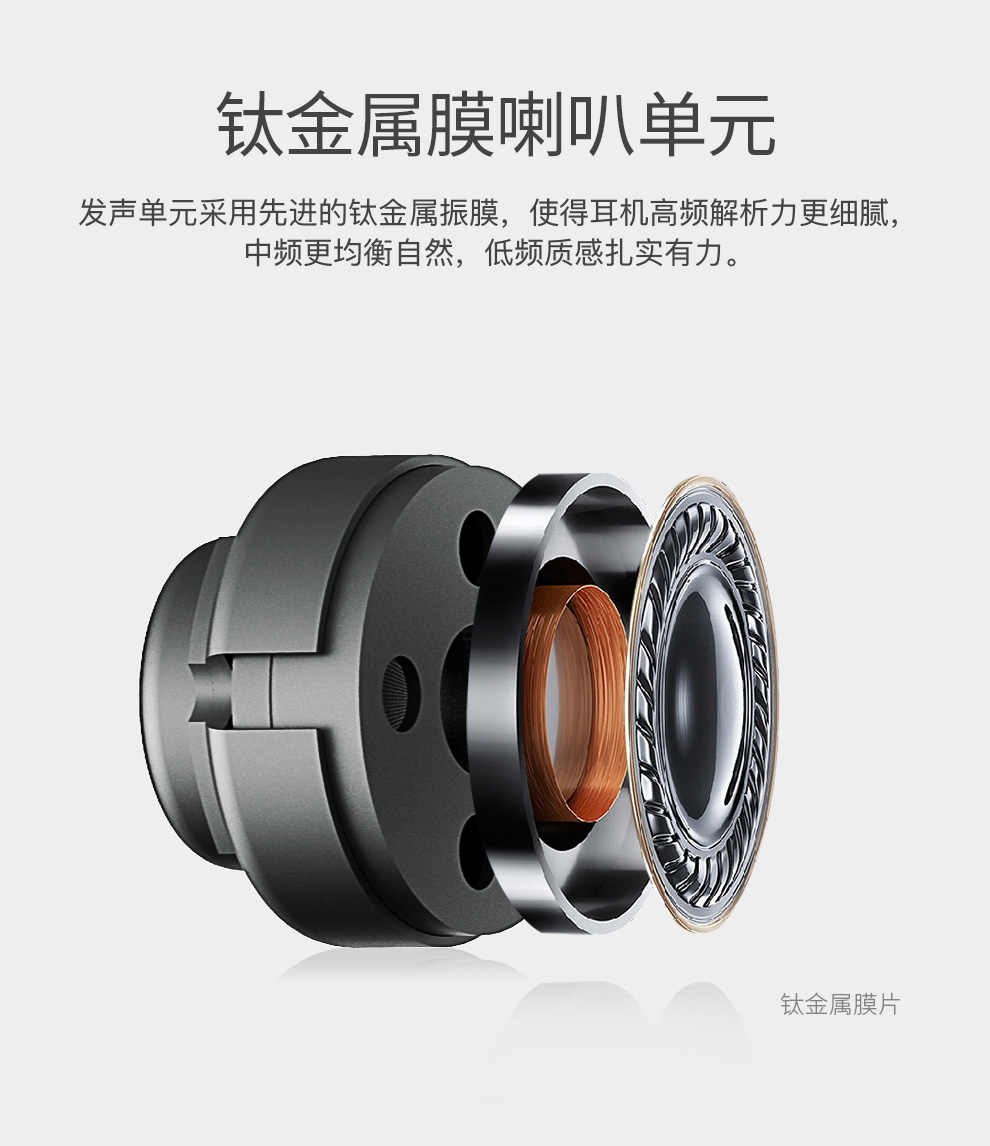 钛金属膜喇叭单元
发声单元采用先进的钛金属振膜，使得耳机高频解析力更细腻，
中频更均衡自然，低频质感扎实有力。
钛金属膜片